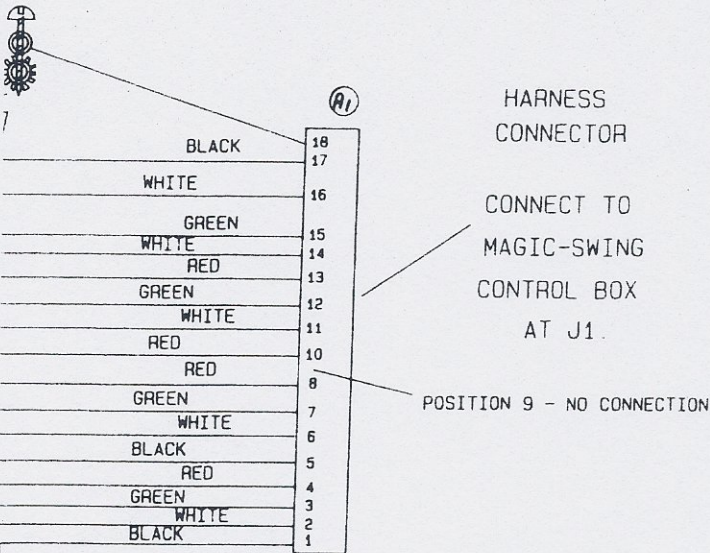 A1
HARNESS
CONNECTOR
CONNECT TO
MAGIC-SWING
CONTROL BOX
AT J1.
POSITION 9 - NO CONNECTION
18
BLACK 17
WHITE 16
GREEN 15
WHITE 14
RED 13
GREEN 12
WHITE 11
RED 10
RED 8
GREEN 7
WHITE 6
BLACK 5
RED 4
GREEN 3
WHITE 2
BLACK 1